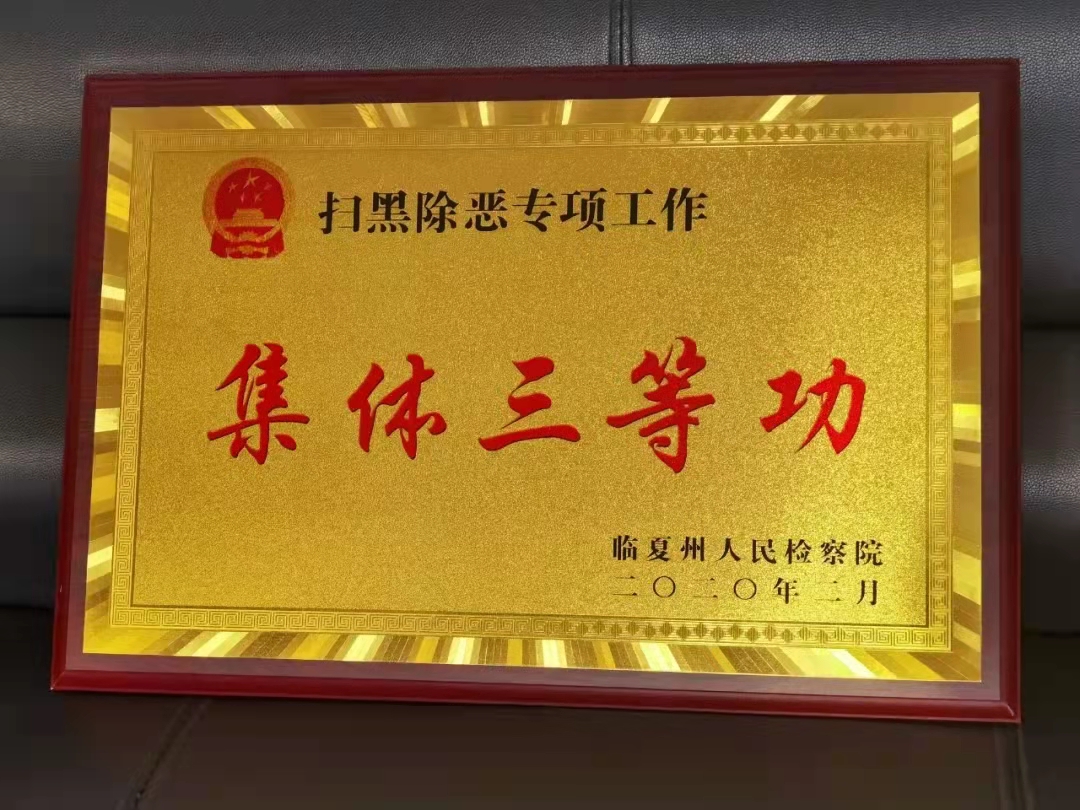 扫黑除恶专项工作
集体三等功
临夏州人民检察院
二〇二〇年二月